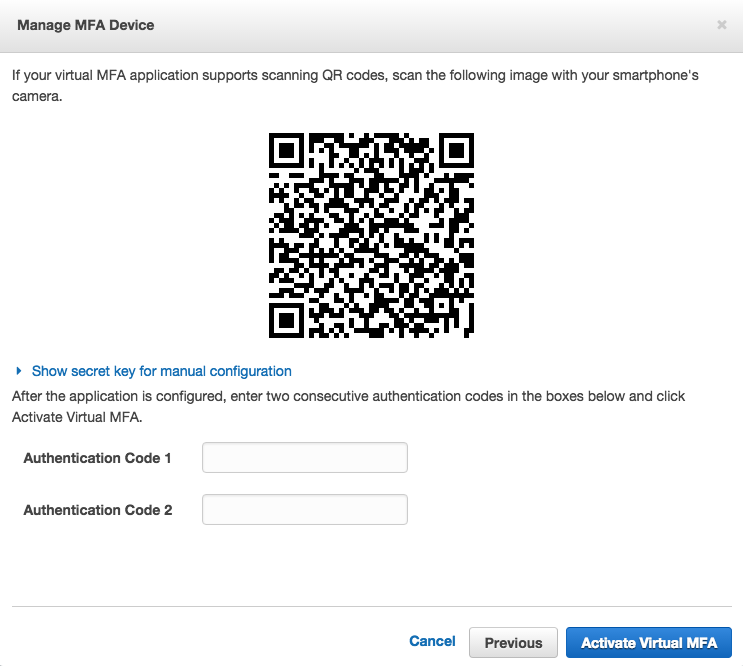 Manage MFA Device
If your virtual MFA application supports scanning QR codes, scan the following image with your smartphone's
camera.
Show secret key for manual configuration
After the application is configured, enter two consecutive authentication codes in the boxes below and click
Activate Virtual MFA.
Authentication Code 1
Authentication Code 2
Cancel Previous Activate Virtual MFA